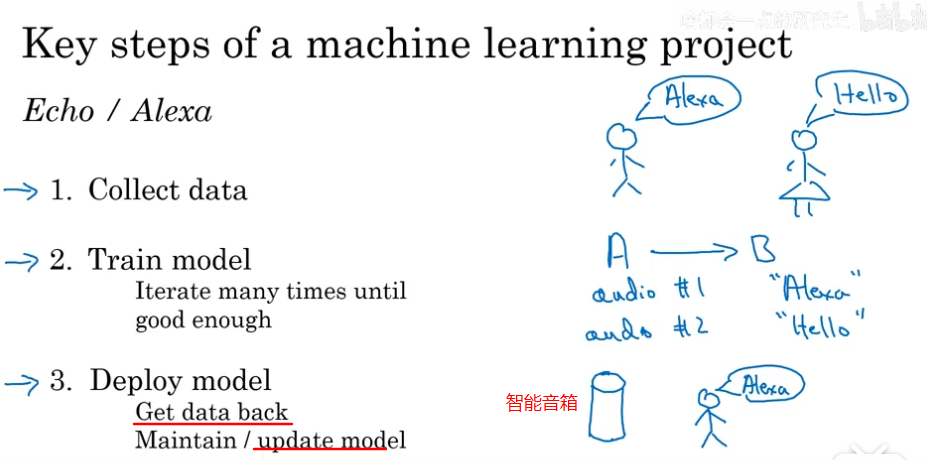 Key steps of a machine learning project
Echo / Alexa
Alexa
Hello
1. Collect data
2. Train model
Iterate many times until
good enough
A
B
audio #1
"Alexa"
audo #2
"Hello"
3. Deploy model
Get data back
Maintain / update model
智能音箱
Alexa